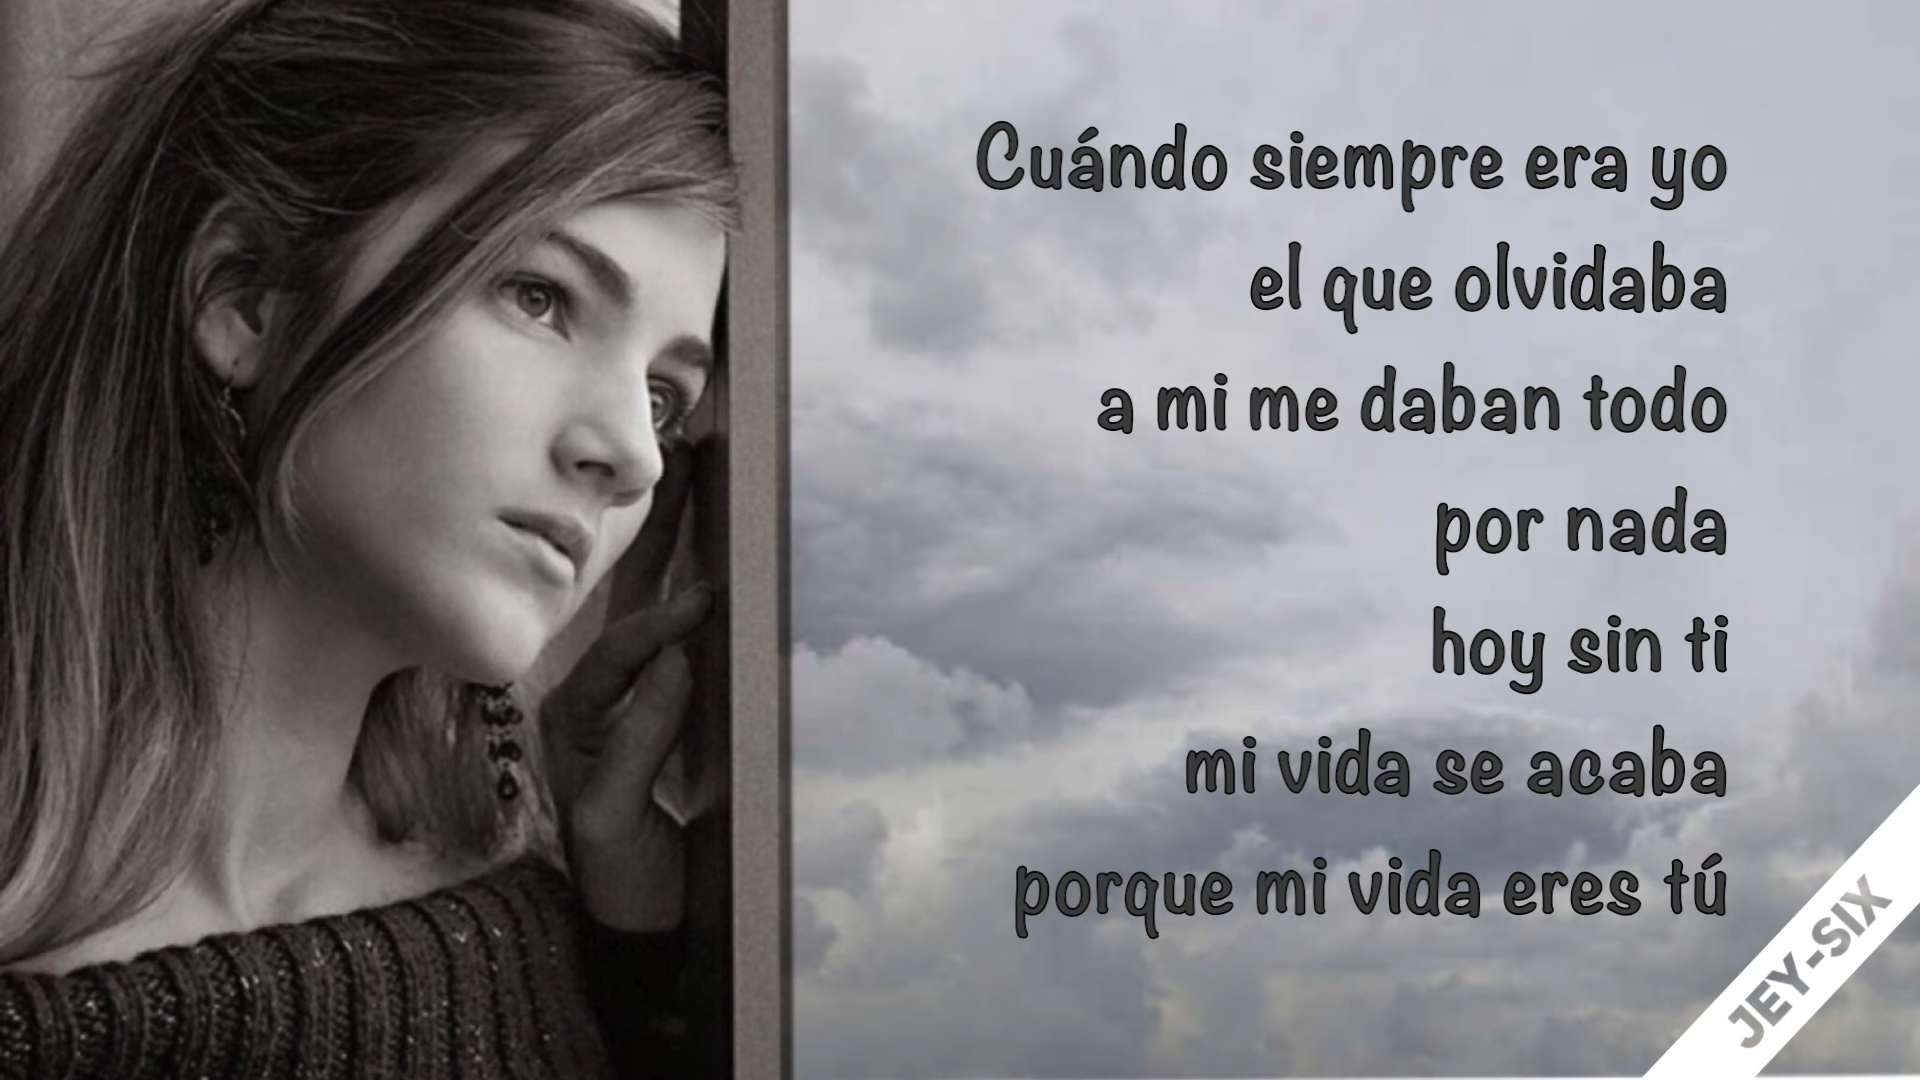 Cuándo siempre era yo
el que olvidaba
a mi me daban todo
por nada
hoy sin ti
mi vida se acaba
porque mi vida eres tú
JEY-SIX